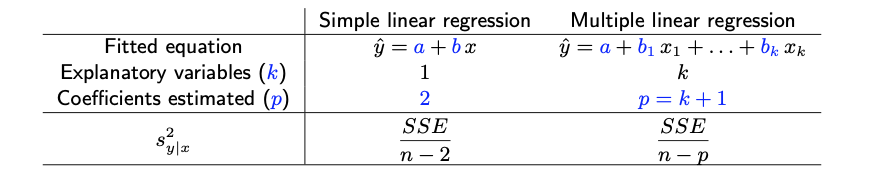 Simple linear regression Multiple linear regression
Fitted equation ŷ = a + b x ŷ = a + b₁ x₁ + . . . + bₖ xₖ
Explanatory variables (k) 1 k
Coefficients estimated (p) 2 p = k + 1
s²y|x SSE/n − 2 SSE/n − p